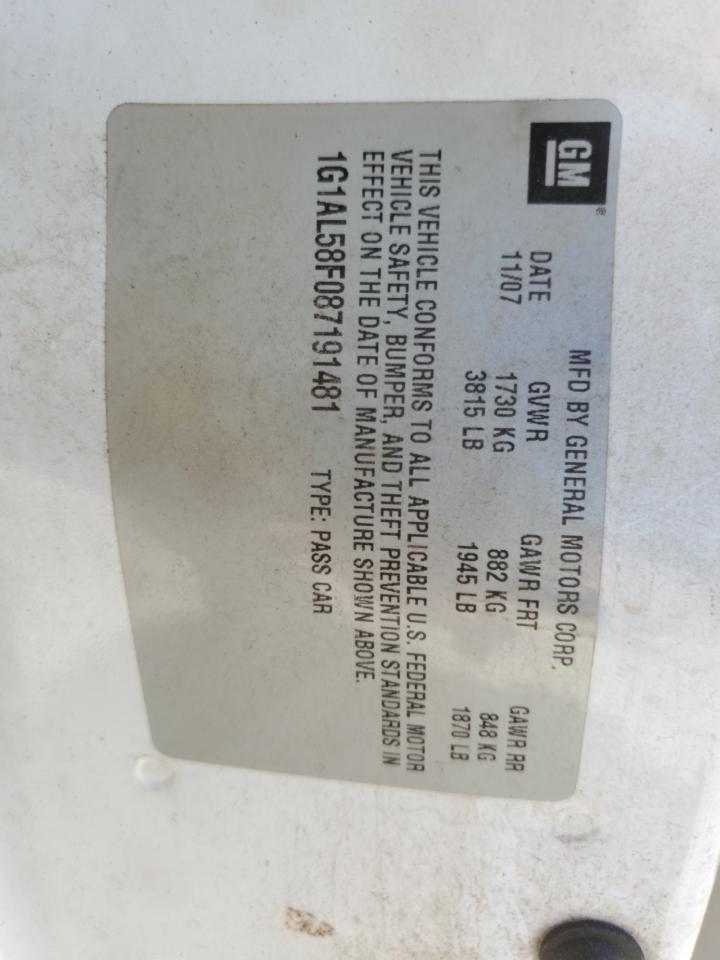 GM®
MFD BY GENERAL MOTORS CORP.
DATE GVWR GAWR FRT GAWR RR
11/07 1730 KG 882 KG 848 KG
3815 LB 1945 LB 1870 LB
THIS VEHICLE CONFORMS TO ALL APPLICABLE U.S. FEDERAL MOTOR
VEHICLE SAFETY, BUMPER, AND THEFT PREVENTION STANDARDS IN
EFFECT ON THE DATE OF MANUFACTURE SHOWN ABOVE.
1G1AL58F087191481 TYPE: PASS CAR